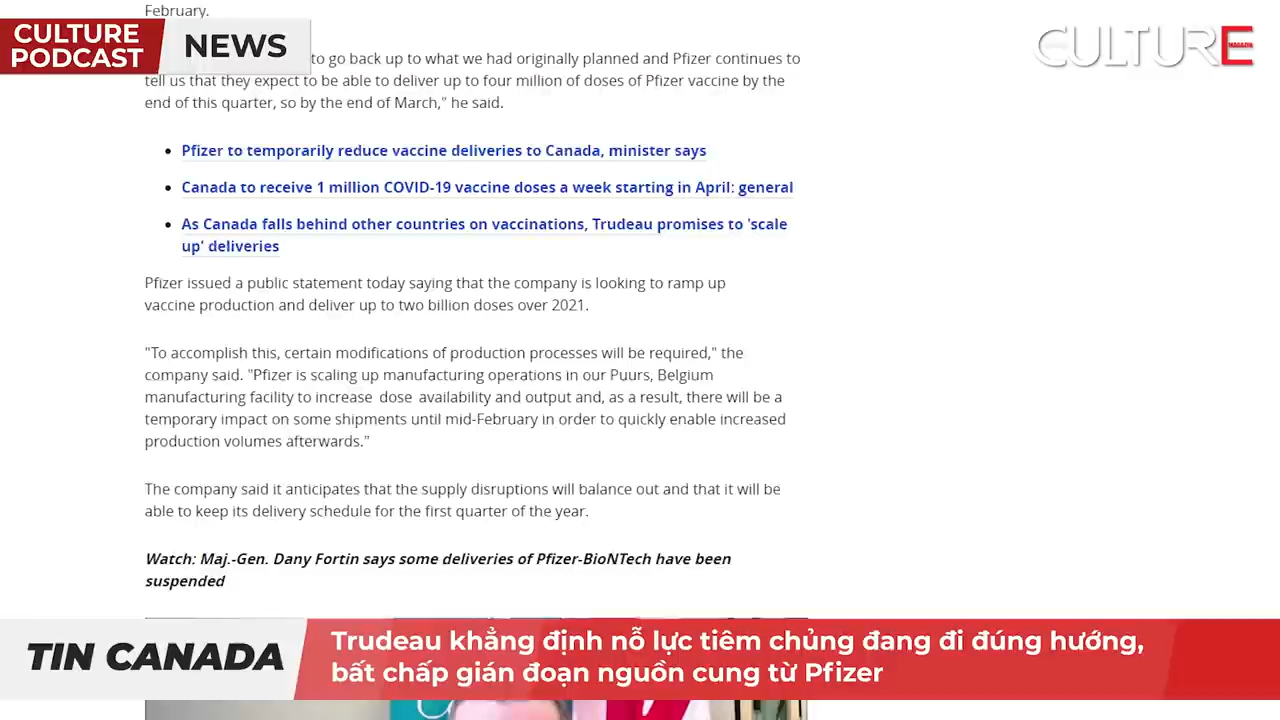 February.
CULTURE
PODCAST
NEWS
CULTURE
MAGAZIN
to go back up to what we had originally planned and Pfizer continues to
tell us that they expect to be able to deliver up to four million of doses of Pfizer vaccine by the
end of this quarter, so by the end of March," he said.
Pfizer to temporarily reduce vaccine deliveries to Canada, minister says
Canada to receive 1 million COVID-19 vaccine doses a week starting in April: general
As Canada falls behind other countries on vaccinations, Trudeau promises to 'scale
up' deliveries
Pfizer issued a public statement today saying that the company is looking to ramp up
vaccine production and deliver up to two billion doses over 2021.
"To accomplish this, certain modifications of production processes will be required," the
company said. "Pfizer is scaling up manufacturing operations in our Puurs, Belgium
manufacturing facility to increase dose availability and output and, as a result, there will be a
temporary impact on some shipments until mid-February in order to quickly enable increased
production volumes afterwards."
The company said it anticipates that the supply disruptions will balance out and that it will be
able to keep its delivery schedule for the first quarter of the year.
Watch: Maj.-Gen. Dany Fortin says some deliveries of Pfizer-BioNTech have been
suspended
TIN CANADA
Trudeau khẳng định nỗ lực tiêm chủng đang đi đúng hướng,
bất chấp gián đoạn nguồn cung từ Pfizer